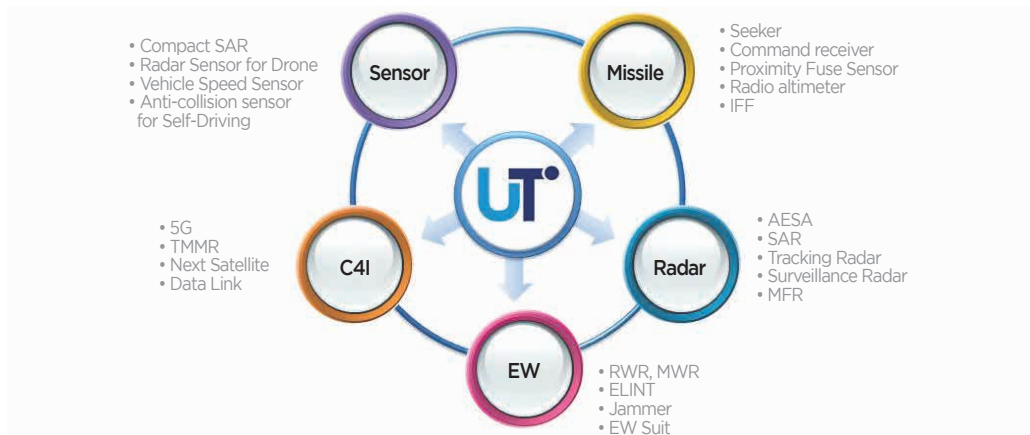 Sensor
• Compact SAR
• Radar Sensor for Drone
• Vehicle Speed Sensor
• Anti-collision sensor
for Self-Driving
Missile
• Seeker
• Command receiver
• Proximity Fuse Sensor
• Radio altimeter
• IFF
UT
C4I
• 5G
• TMMR
• Next Satellite
• Data Link
Radar
• AESA
• SAR
• Tracking Radar
• Surveillance Radar
• MFR
EW
• RWR, MWR
• ELINT
• Jammer
• EW Suit